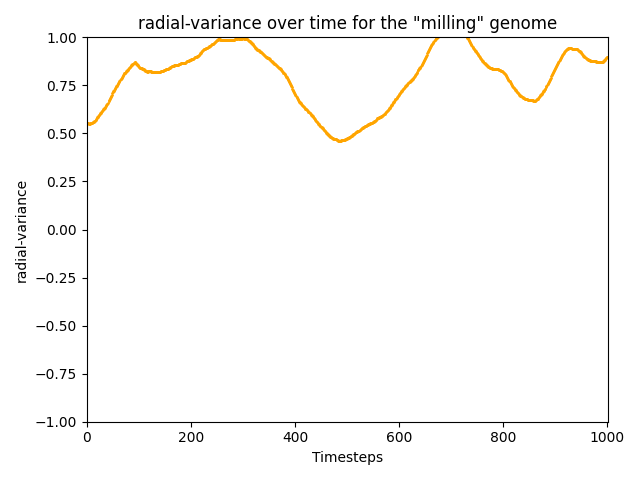 radial-variance over time for the "milling" genome
1.00
0.75
0.50
0.25
0.00
−0.25
−0.50
−0.75
−1.00
radial-variance
0 200 400 600 800 1000
Timesteps